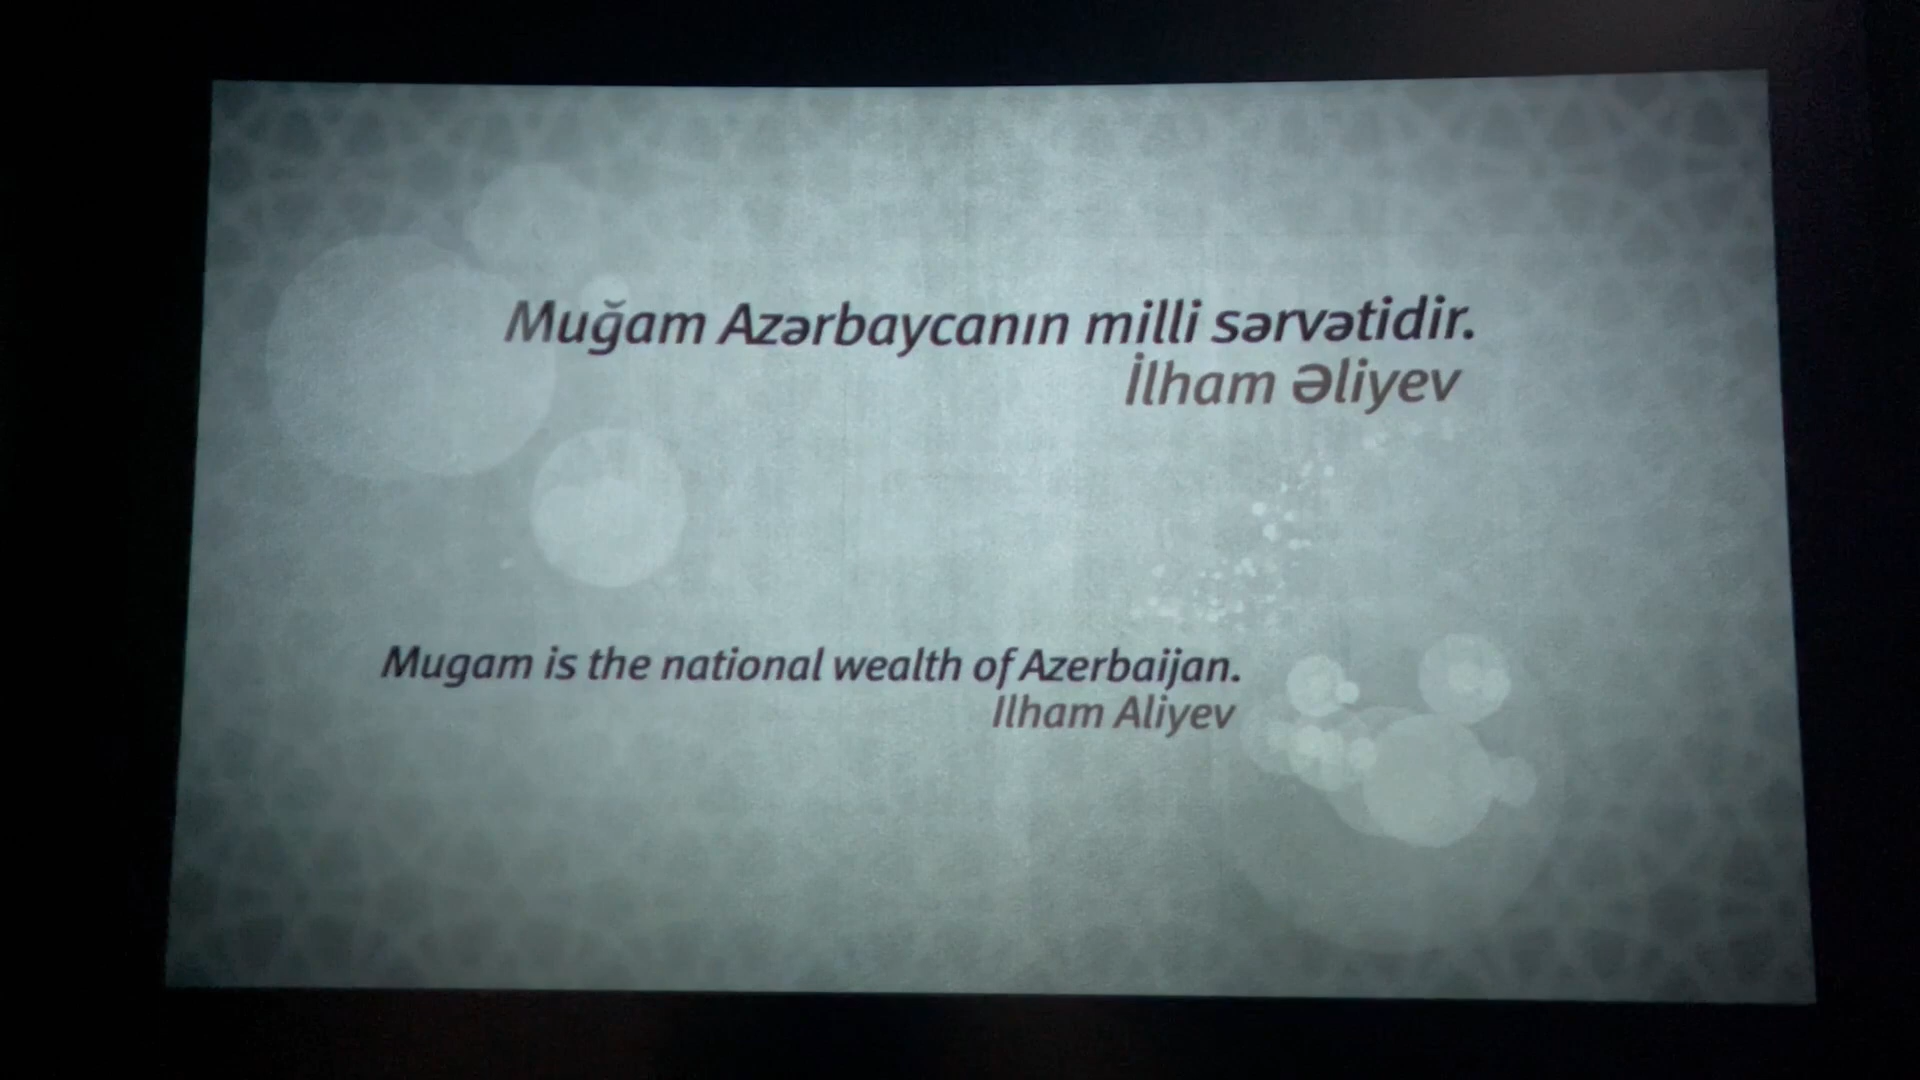 Muğam Azərbaycanın milli sərvətidir.
İlham Əliyev
Mugam is the national wealth of Azerbaijan.
Ilham Aliyev